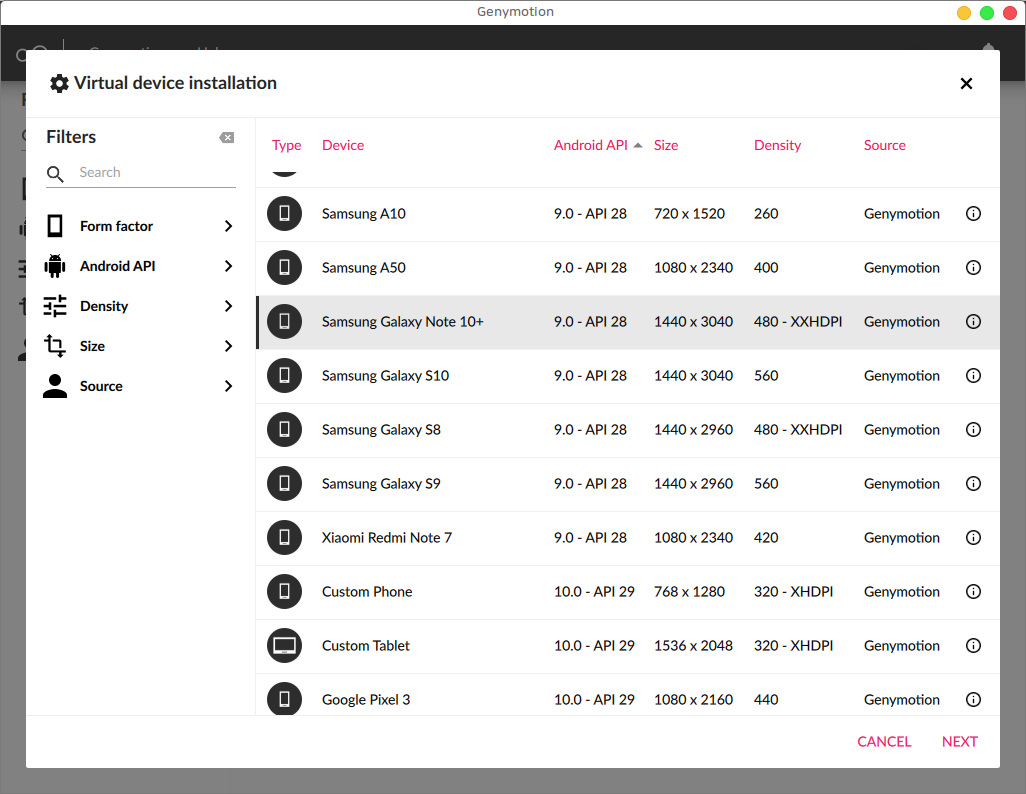 Genymotion
Virtual device installation
Filters
Search
Form factor
Android API
Density
Size
Source
Type Device Android API Size Density Source
Samsung A10 9.0 - API 28 720 x 1520 260 Genymotion
Samsung A50 9.0 - API 28 1080 x 2340 400 Genymotion
Samsung Galaxy Note 10+ 9.0 - API 28 1440 x 3040 480 - XXHDPI Genymotion
Samsung Galaxy S10 9.0 - API 28 1440 x 3040 560 Genymotion
Samsung Galaxy S8 9.0 - API 28 1440 x 2960 480 - XXHDPI Genymotion
Samsung Galaxy S9 9.0 - API 28 1440 x 2960 560 Genymotion
Xiaomi Redmi Note 7 9.0 - API 28 1080 x 2340 420 Genymotion
Custom Phone 10.0 - API 29 768 x 1280 320 - XHDPI Genymotion
Custom Tablet 10.0 - API 29 1536 x 2048 320 - XHDPI Genymotion
Google Pixel 3 10.0 - API 29 1080 x 2160 440 Genymotion
CANCEL NEXT